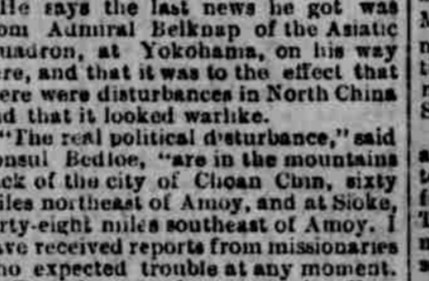 He says the last news he got was
om Admiral Belknap of the Asiatic
uadron, at Yokohama, on his way
ere, and that it was to the effect that
ere were disturbances in North China
d that it looked warlike.
"The real political d'sturbance," said
onsul Bedloe, "are in the mountains
ck of the city of Choan Chin, sixty
iles northeast of Amoy, and at Sioke,
rty-eight miles southeast of Amoy. I
ve received reports from missionaries
ho expected trouble at any moment.